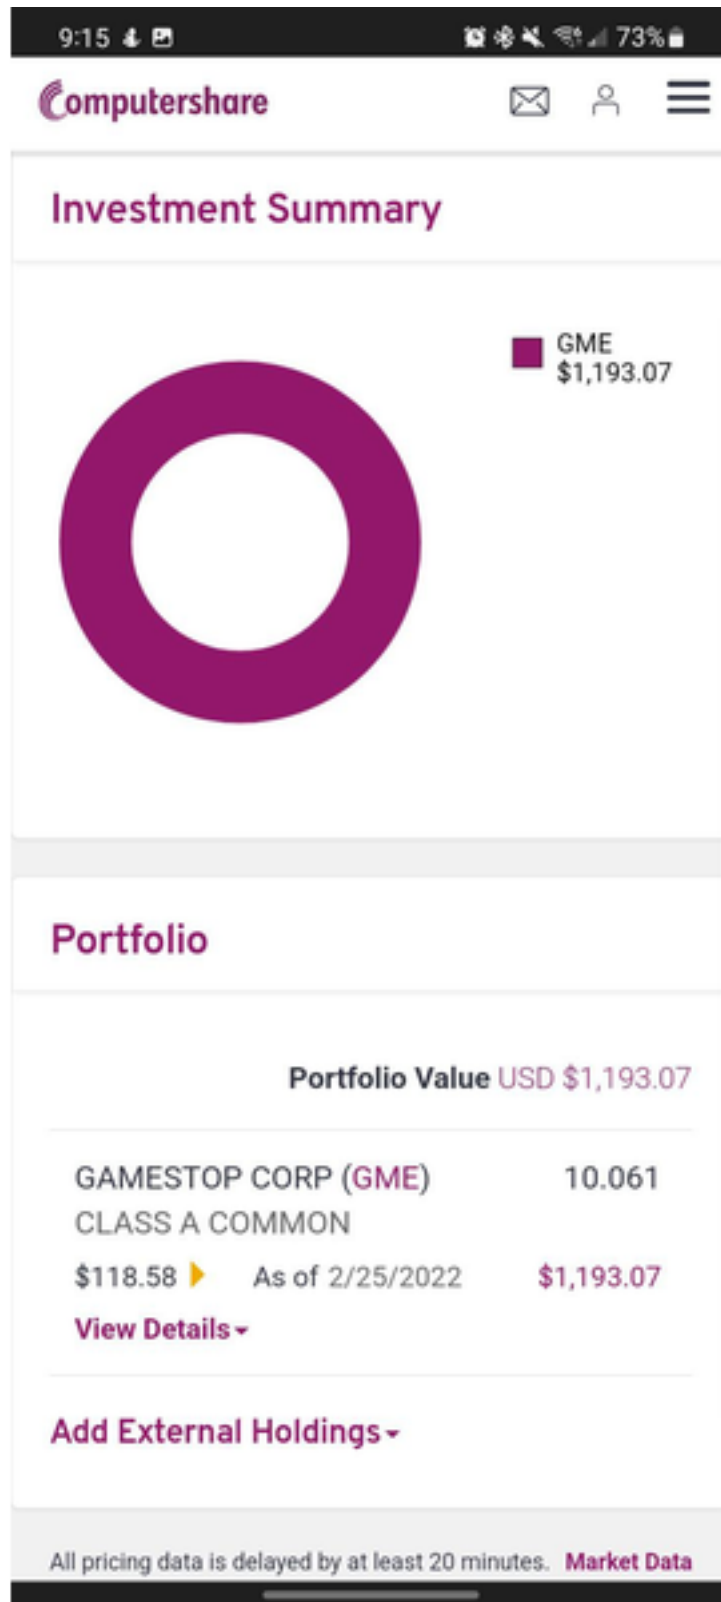 9:15 73%
Computershare
Investment Summary
GME
$1,193.07
Portfolio
Portfolio Value USD $1,193.07
GAMESTOP CORP (GME) 10.061
CLASS A COMMON
$118.58 As of 2/25/2022 $1,193.07
View Details
Add External Holdings
All pricing data is delayed by at least 20 minutes. Market Data